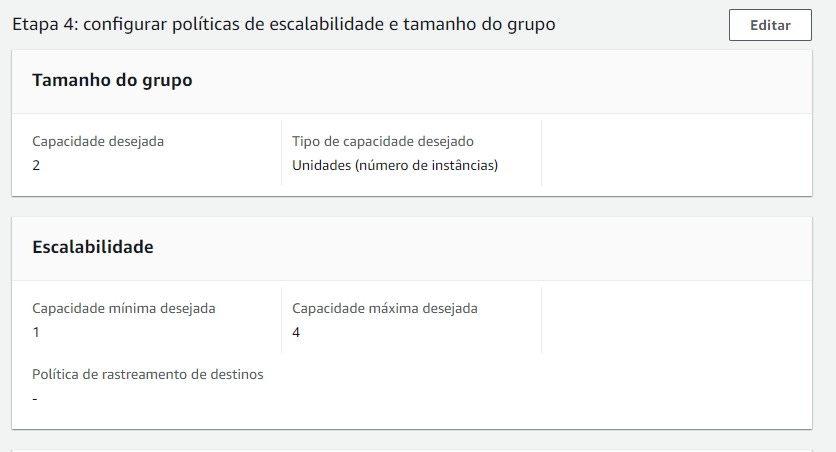 Etapa 4: configurar políticas de escalabilidade e tamanho do grupo
Editar
Tamanho do grupo
Capacidade desejada
2
Tipo de capacidade desejado
Unidades (número de instâncias)
Escalabilidade
Capacidade mínima desejada
1
Capacidade máxima desejada
4
Política de rastreamento de destinos
-